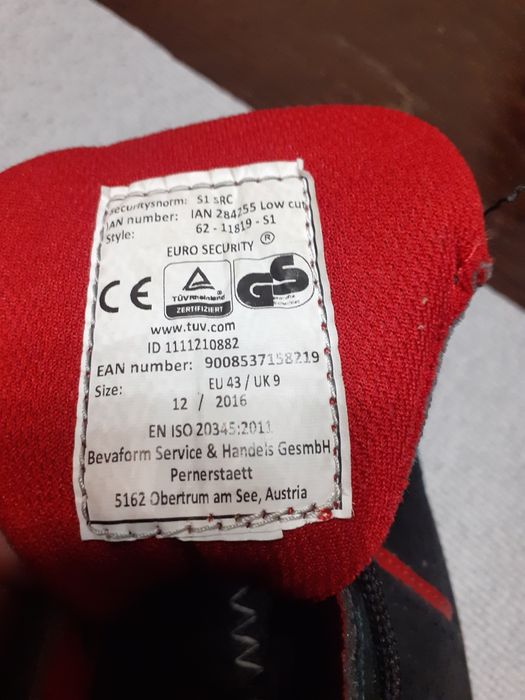 securitysnorm: S1 SRC
IAN number: IAN 284255 Low cut
Style: 62 - 11819 - S1
EURO SECURITY ®
CE
TÜVRheinland
ZERTIFIZIERT
GS
www.tuv.com
ID 1111210882
EAN number: 9008537158219
Size: EU 43 / UK 9
12 / 2016
EN ISO 20345:2011
Bevaform Service & Handels GesmbH
Pernerstaett
5162 Obertrum am See, Austria